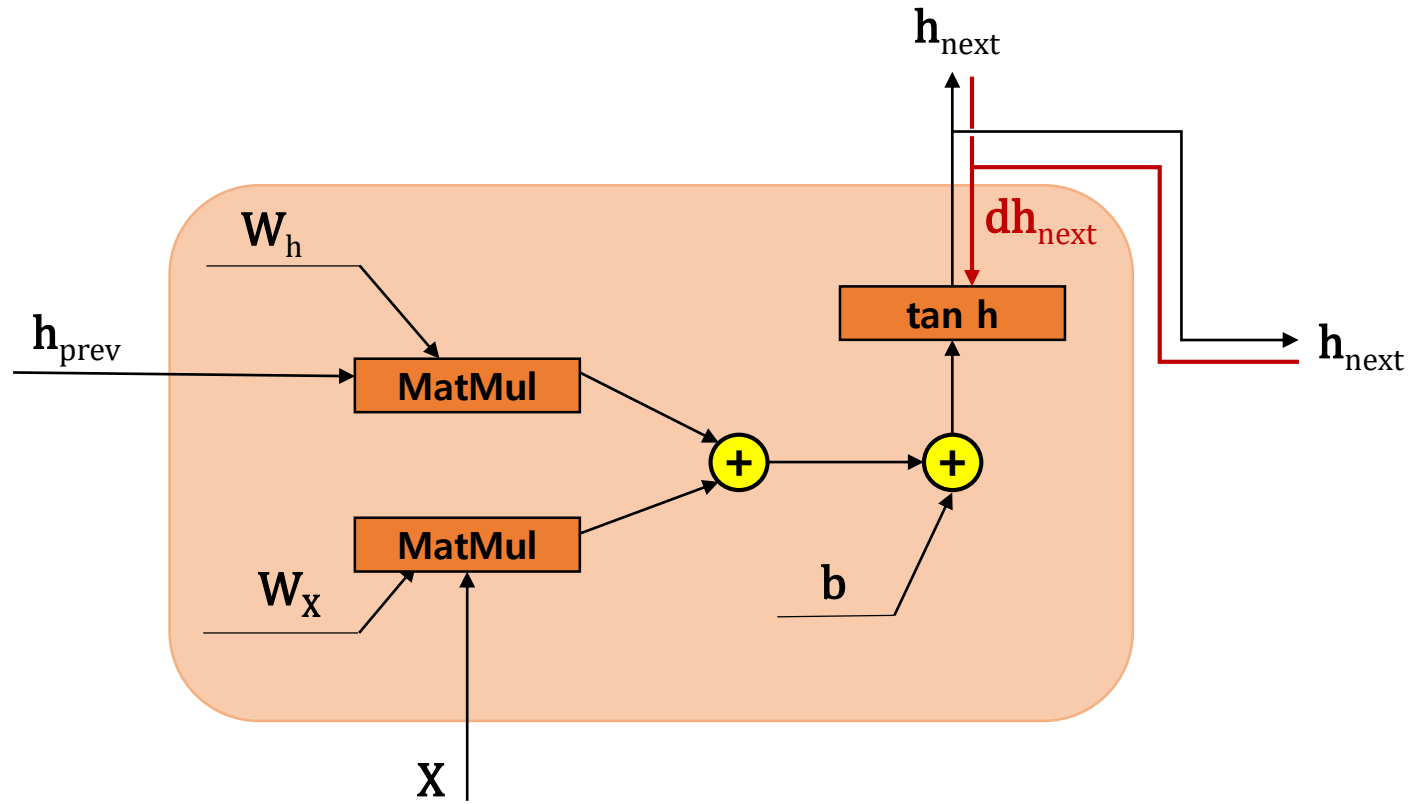 h_next
W_h
dh_next
tan h
h_prev
h_next
MatMul
+
+
MatMul
W_X
b
X